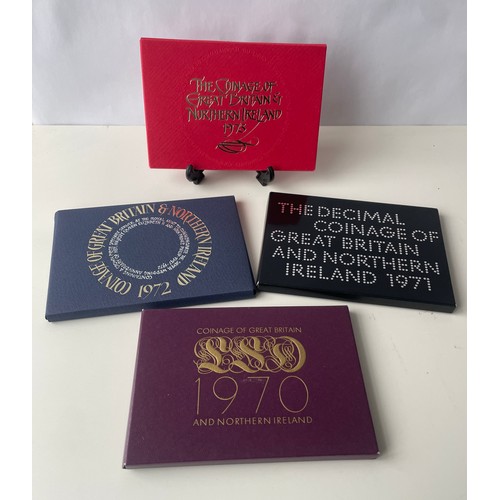 THE COINAGE OF
GREAT BRITAIN &
NORTHERN IRELAND
1973
COINAGE OF GREAT BRITAIN & NORTHERN IRELAND
1972
THE DECIMAL
COINAGE OF
GREAT BRITAIN
AND NORTHERN
IRELAND 1971
COINAGE OF GREAT BRITAIN
LSD
1970
AND NORTHERN IRELAND